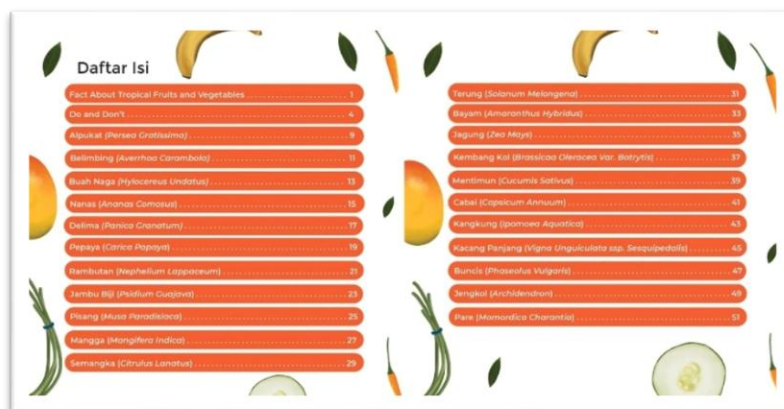 Daftar Isi
Fact About Tropical Fruits and Vegetables 1
Do and Don't 4
Alpukat (Persea Gratissima) 9
Belimbing (Averrhoa Carambola) 11
Buah Naga (Hylocereus Undatus) 13
Nanas (Ananas Comosus) 15
Delima (Punica Granatum) 17
Pepaya (Carica Papaya) 19
Rambutan (Nephelium Lappaceum) 21
Jambu Biji (Psidium Guajava) 23
Pisang (Musa Paradisiaca) 25
Mangga (Mangifera Indica) 27
Semangka (Citrulus Lanatus) 29
Terung (Solanum Melongena) 31
Bayam (Amaranthus Hybridus) 33
Jagung (Zea Mays) 35
Kembang Kol (Brassicaa Oleracea Var. Botrytis) 37
Mentimun (Cucumis Sativus) 39
Cabai (Capsicum Annuum) 41
Kangkung (Ipomoea Aquatica) 43
Kacang Panjang (Vigna Unguiculata ssp. Sesquipedalis) 45
Buncis (Phaseolus Vulgaris) 47
Jengkol (Archidendron) 49
Pare (Momordica Charantia) 51